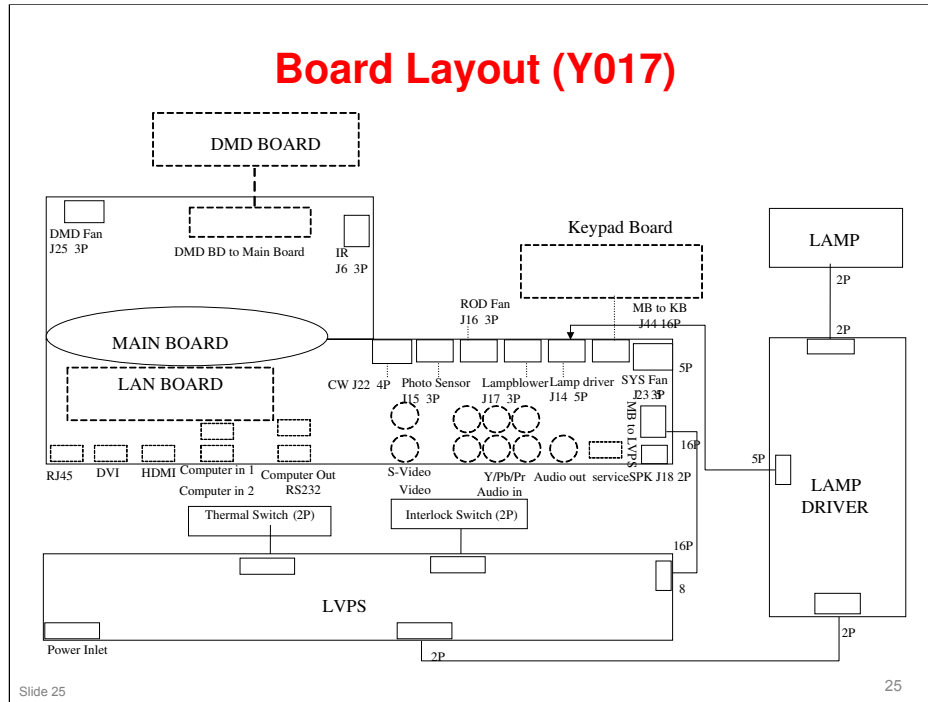 Board Layout (Y017)
DMD BOARD
DMD Fan
J25 3P
DMD BD to Main Board
IR
J6 3P
Keypad Board
LAMP
2P
ROD Fan
J16 3P
MB to KB
J44 16P
2P
MAIN BOARD
LAN BOARD
CW J22 4P
Photo Sensor
J15 3P
Lampblower
J17 3P
Lamp driver
J14 5P
SYS Fan
J23 3P
5P
MB to LVPS
16P
5P
LAMP
DRIVER
RJ45
DVI
HDMI
Computer in 1
Computer in 2
Computer Out
RS232
S-Video
Video
Y/Pb/Pr
Audio in
Audio out
service
SPK J18 2P
Thermal Switch (2P)
Interlock Switch (2P)
16P
8
LVPS
Power Inlet
2P
2P
Slide 25
25